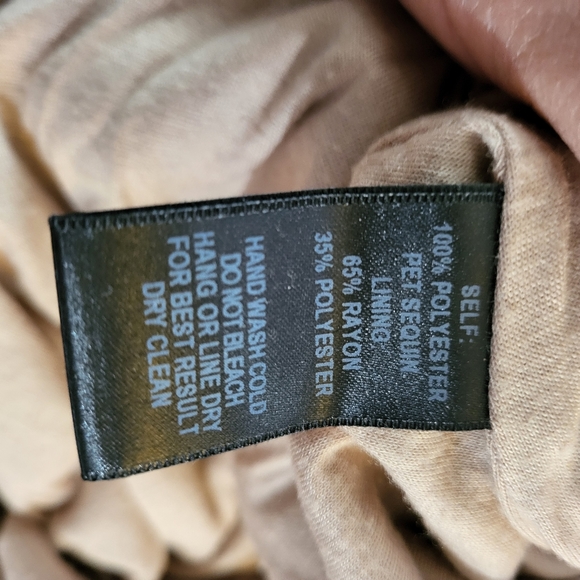 SELF:
100% POLYESTER
PET SEQUIN
LINING
65% RAYON
35% POLYESTER
HAND WASH COLD
DO NOT BLEACH
HANG OR LINE DRY
FOR BEST RESULT
DRY CLEAN